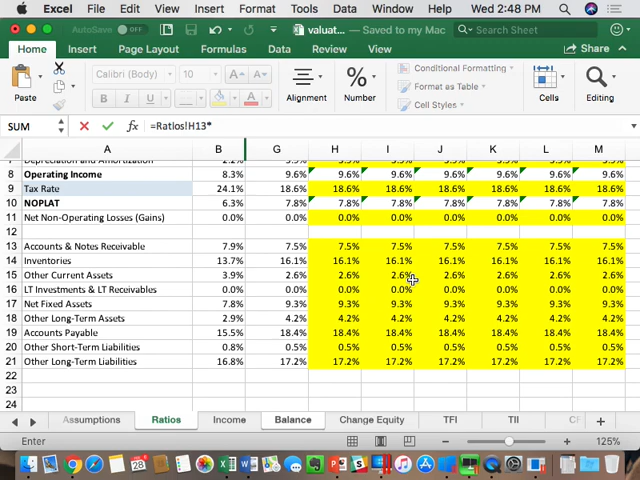 Excel File Edit View Insert Format Tools Data Window Help Wed 2:48 PM
AutoSave OFF valuat... — Saved to my Mac Search Sheet
Home Insert Page Layout Formulas Data Review View Share
Paste Calibri (Body) 10 A A Alignment Number Conditional Formatting Format as Table Cell Styles Cells Editing
B I U A
SUM fx =Ratios!H13*
A B G H I J K L M
8 Operating Income 8.3% 9.6% 9.6% 9.6% 9.6% 9.6% 9.6% 9.6%
9 Tax Rate 24.1% 18.6% 18.6% 18.6% 18.6% 18.6% 18.6% 18.6%
10 NOPLAT 6.3% 7.8% 7.8% 7.8% 7.8% 7.8% 7.8% 7.8%
11 Net Non-Operating Losses (Gains) 0.0% 0.0% 0.0% 0.0% 0.0% 0.0% 0.0% 0.0%
12
13 Accounts & Notes Receivable 7.9% 7.5% 7.5% 7.5% 7.5% 7.5% 7.5% 7.5%
14 Inventories 13.7% 16.1% 16.1% 16.1% 16.1% 16.1% 16.1% 16.1%
15 Other Current Assets 3.9% 2.6% 2.6% 2.6% 2.6% 2.6% 2.6% 2.6%
16 LT Investments & LT Receivables 0.0% 0.0% 0.0% 0.0% 0.0% 0.0% 0.0% 0.0%
17 Net Fixed Assets 7.8% 9.3% 9.3% 9.3% 9.3% 9.3% 9.3% 9.3%
18 Other Long-Term Assets 2.9% 4.2% 4.2% 4.2% 4.2% 4.2% 4.2% 4.2%
19 Accounts Payable 15.5% 18.4% 18.4% 18.4% 18.4% 18.4% 18.4% 18.4%
20 Other Short-Term Liabilities 0.8% 0.5% 0.5% 0.5% 0.5% 0.5% 0.5% 0.5%
21 Other Long-Term Liabilities 16.8% 17.2% 17.2% 17.2% 17.2% 17.2% 17.2% 17.2%
22
23
24
Assumptions Ratios Income Balance Change Equity TFI TII CF
Enter 125%